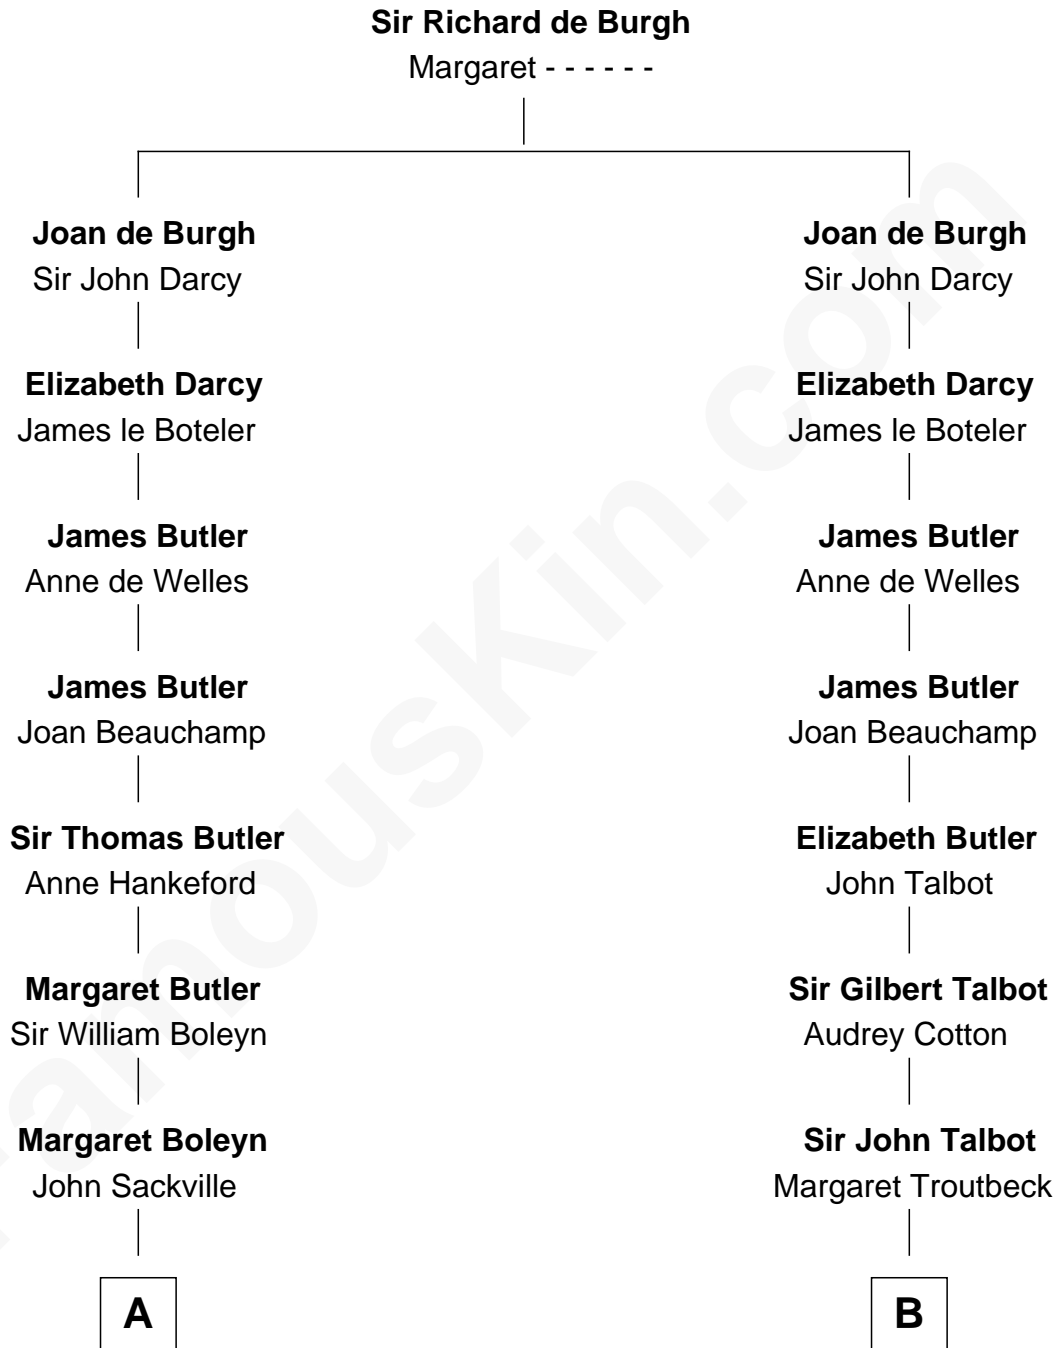 Sir Richard de Burgh
Margaret - - - - - -
Joan de Burgh
Sir John Darcy
Elizabeth Darcy
James le Boteler
James Butler
Anne de Welles
James Butler
Joan Beauchamp
Sir Thomas Butler
Anne Hankeford
Margaret Butler
Sir William Boleyn
Margaret Boleyn
John Sackville
A
Joan de Burgh
Sir John Darcy
Elizabeth Darcy
James le Boteler
James Butler
Anne de Welles
James Butler
Joan Beauchamp
Elizabeth Butler
John Talbot
Sir Gilbert Talbot
Audrey Cotton
Sir John Talbot
Margaret Troutbeck
B
FamousKin.com